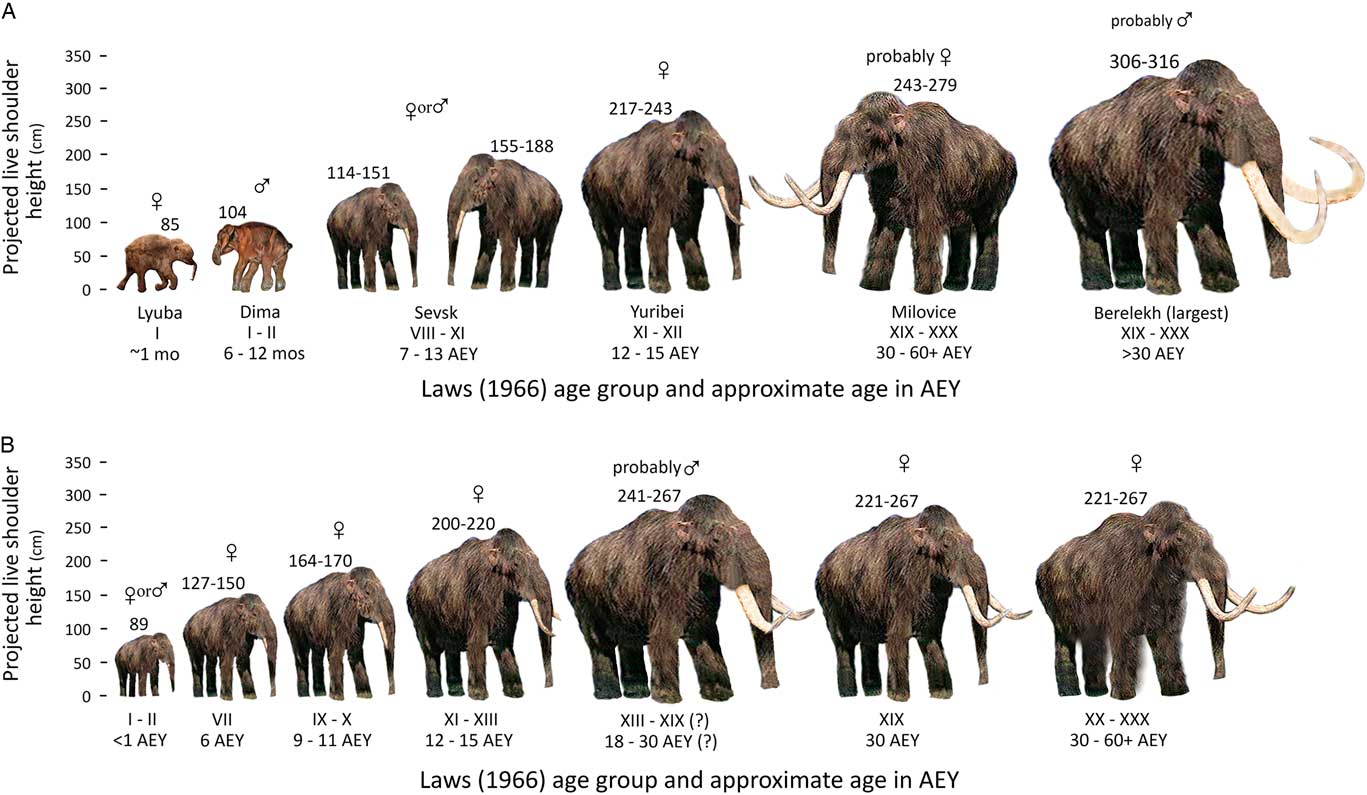 A
probably ♂
350
306-316
probably ♀
♀
300
243-279
♀or♂
217-243
250
200
155-188
114-151
150
♂
♀
104
100
85
50
0
Projected live shoulder
height (cm)
Lyuba
I
~1 mo
Dima
I - II
6 - 12 mos
Sevsk
VIII - XI
7 - 13 AEY
Yuribei
XI - XII
12 - 15 AEY
Milovice
XIX - XXX
30 - 60+ AEY
Berelekh (largest)
XIX - XXX
>30 AEY
Laws (1966) age group and approximate age in AEY
B
350
300
250
200
150
100
50
0
Projected live shoulder
height (cm)
♀or♂
89
♀
127-150
♀
164-170
♀
200-220
probably ♂
241-267
♀
221-267
♀
221-267
I - II
<1 AEY
VII
6 AEY
IX - X
9 - 11 AEY
XI - XIII
12 - 15 AEY
XIII - XIX (?)
18 - 30 AEY (?)
XIX
30 AEY
XX - XXX
30 - 60+ AEY
Laws (1966) age group and approximate age in AEY